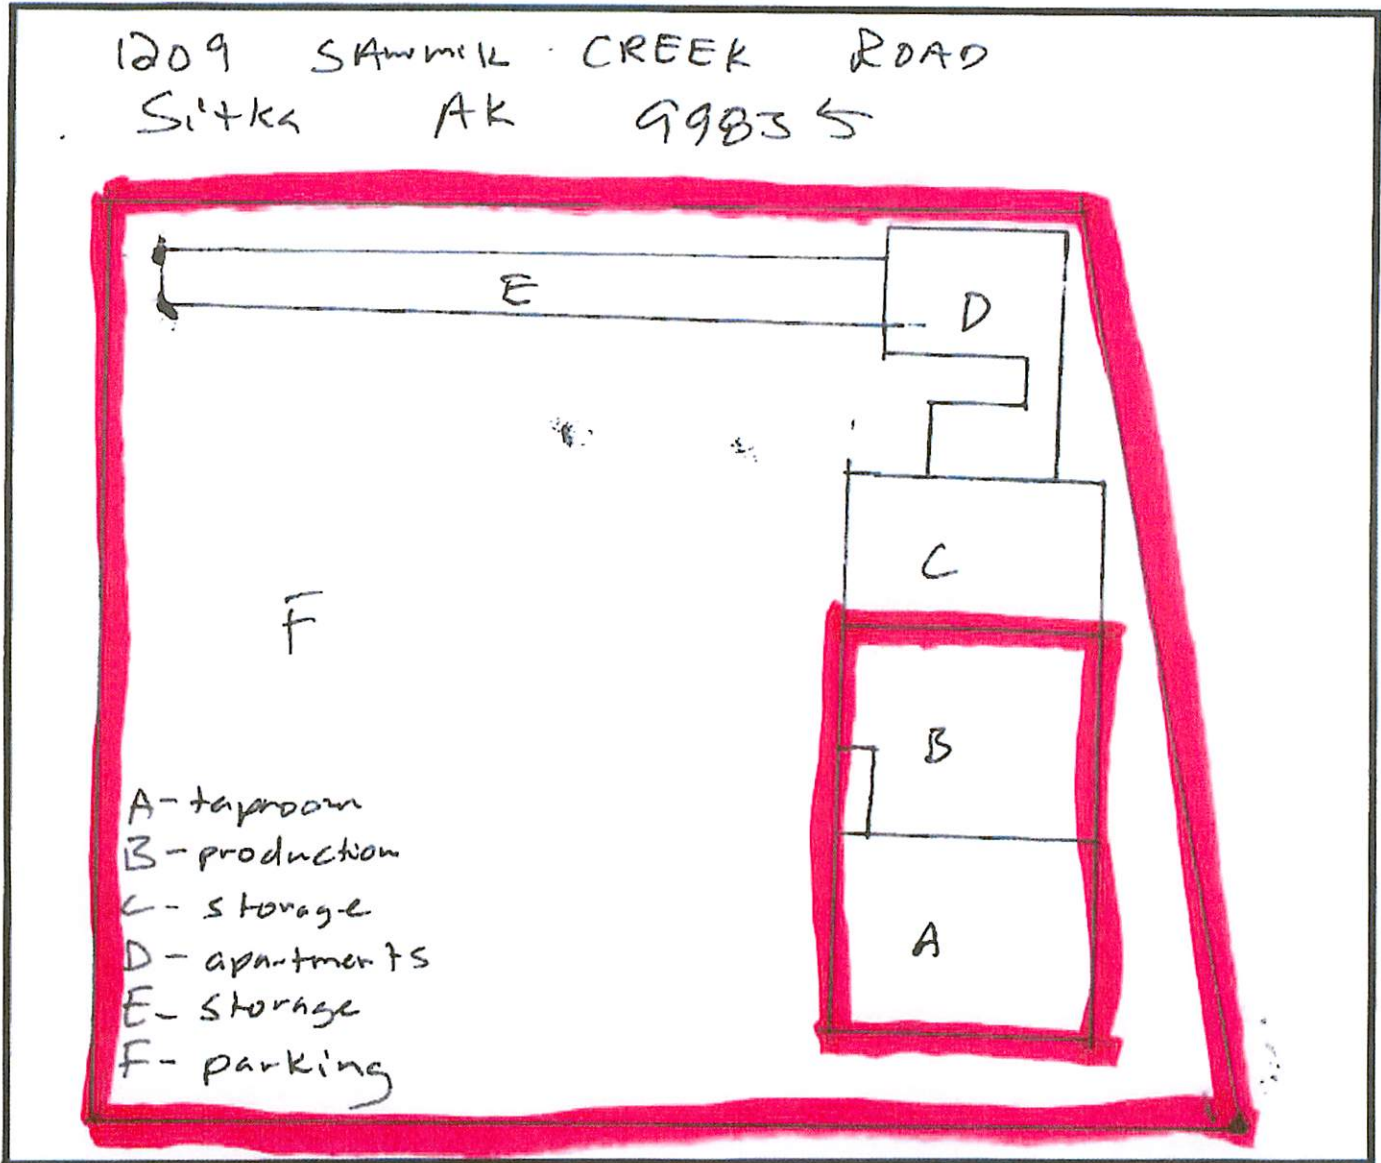 1209 SAWMILL CREEK ROAD
Sitka AK 99835
E
D
C
F
B
A
A- taproom
B- production
C- storage
D- apartments
E- storage
F- parking